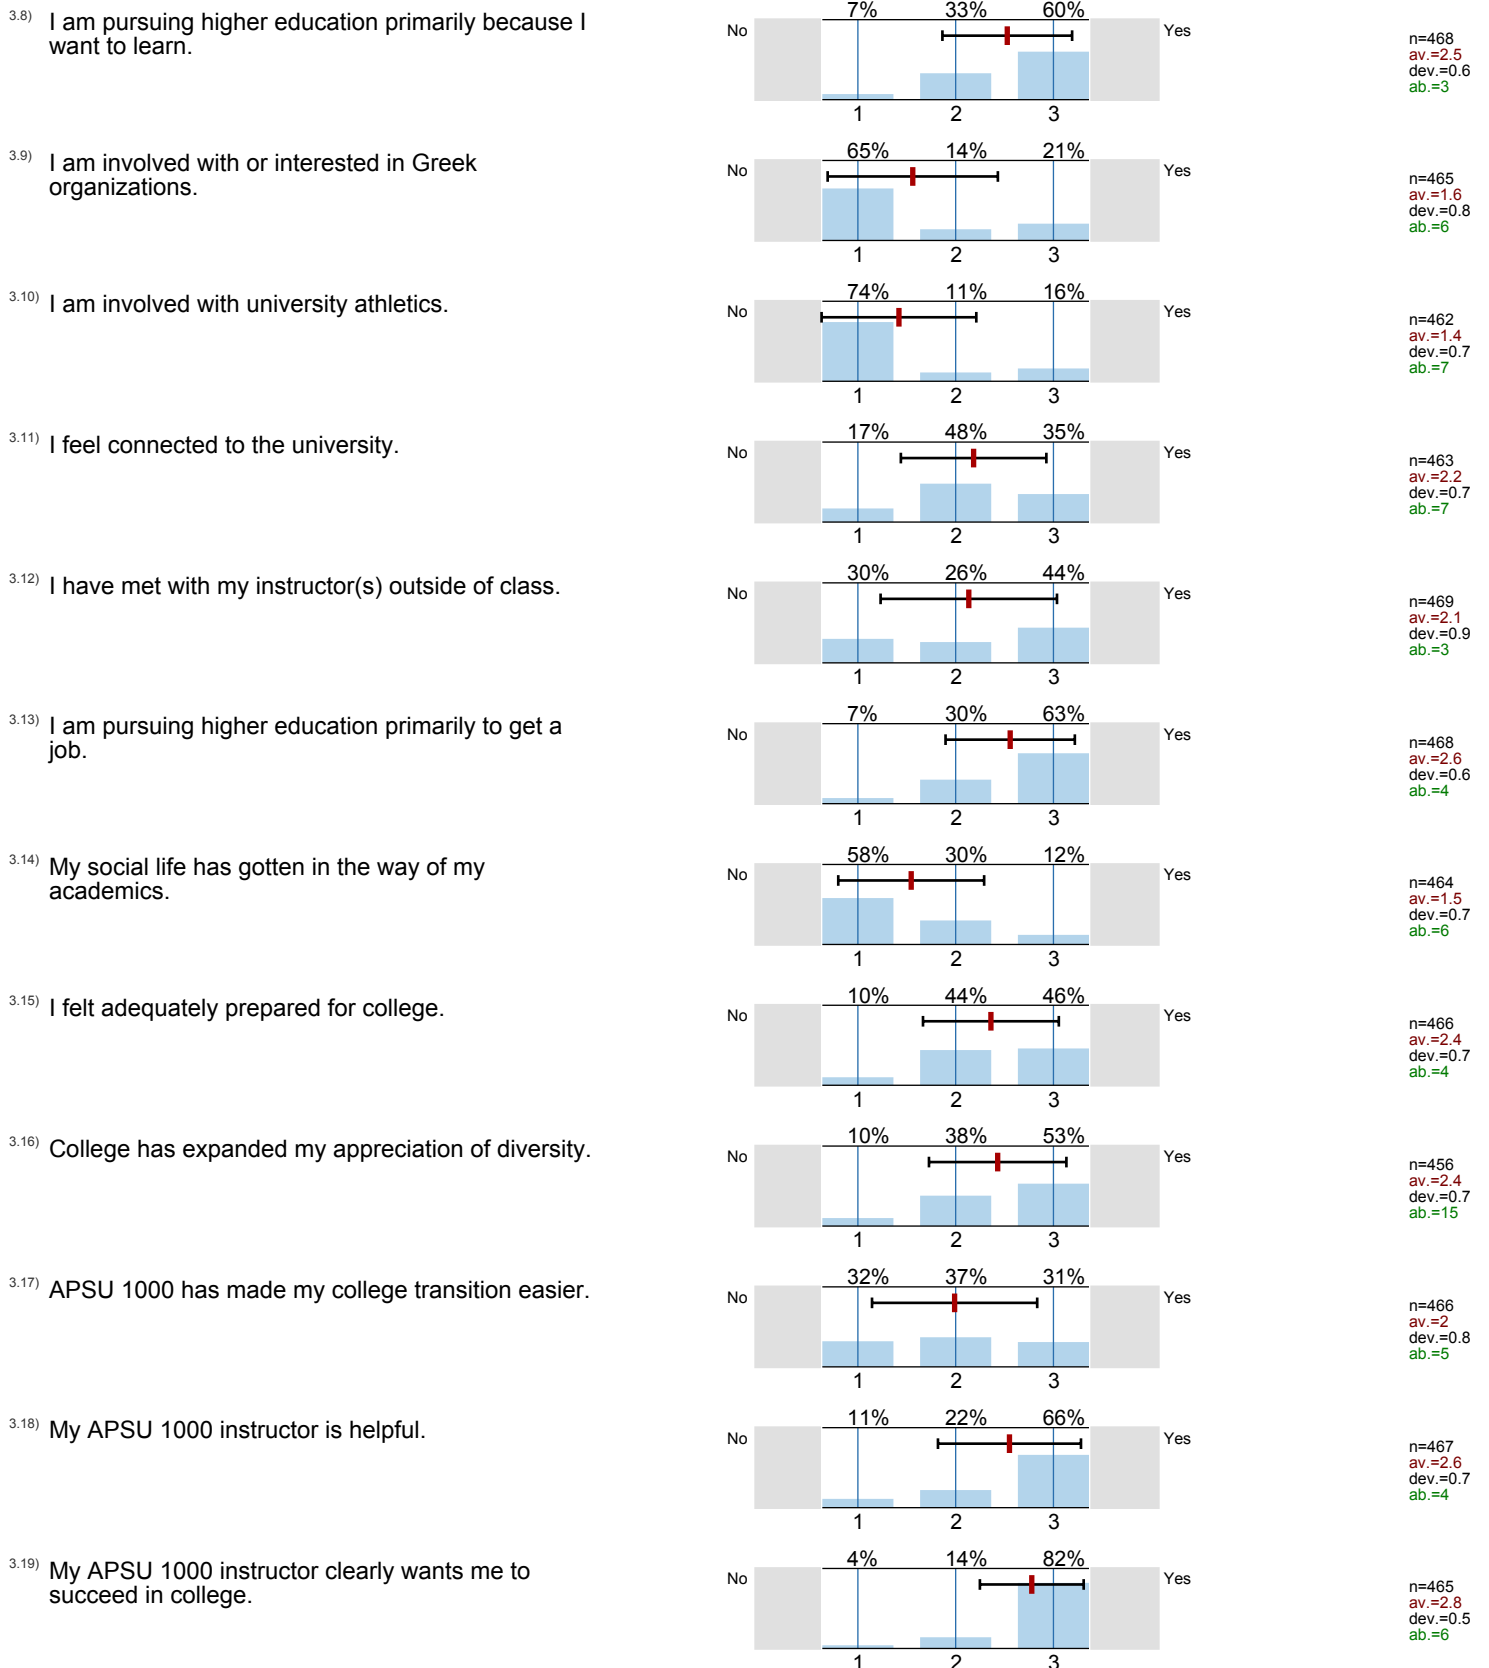 3.8) I am pursuing higher education primarily because I
want to learn.
7% 33% 60%
No Yes
1 2 3
n=468
av.=2.5
dev.=0.6
ab.=3
3.9) I am involved with or interested in Greek
organizations.
65% 14% 21%
No Yes
1 2 3
n=465
av.=1.6
dev.=0.8
ab.=6
3.10) I am involved with university athletics.
74% 11% 16%
No Yes
1 2 3
n=462
av.=1.4
dev.=0.7
ab.=7
3.11) I feel connected to the university.
17% 48% 35%
No Yes
1 2 3
n=463
av.=2.2
dev.=0.7
ab.=7
3.12) I have met with my instructor(s) outside of class.
30% 26% 44%
No Yes
1 2 3
n=469
av.=2.1
dev.=0.9
ab.=3
3.13) I am pursuing higher education primarily to get a
job.
7% 30% 63%
No Yes
1 2 3
n=468
av.=2.6
dev.=0.6
ab.=4
3.14) My social life has gotten in the way of my
academics.
58% 30% 12%
No Yes
1 2 3
n=464
av.=1.5
dev.=0.7
ab.=6
3.15) I felt adequately prepared for college.
10% 44% 46%
No Yes
1 2 3
n=466
av.=2.4
dev.=0.7
ab.=4
3.16) College has expanded my appreciation of diversity.
10% 38% 53%
No Yes
1 2 3
n=456
av.=2.4
dev.=0.7
ab.=15
3.17) APSU 1000 has made my college transition easier.
32% 37% 31%
No Yes
1 2 3
n=466
av.=2
dev.=0.8
ab.=5
3.18) My APSU 1000 instructor is helpful.
11% 22% 66%
No Yes
1 2 3
n=467
av.=2.6
dev.=0.7
ab.=4
3.19) My APSU 1000 instructor clearly wants me to
succeed in college.
4% 14% 82%
No Yes
1 2 3
n=465
av.=2.8
dev.=0.5
ab.=6